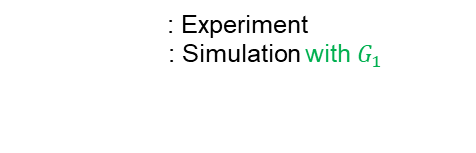 : Experiment
: Simulation with G₁